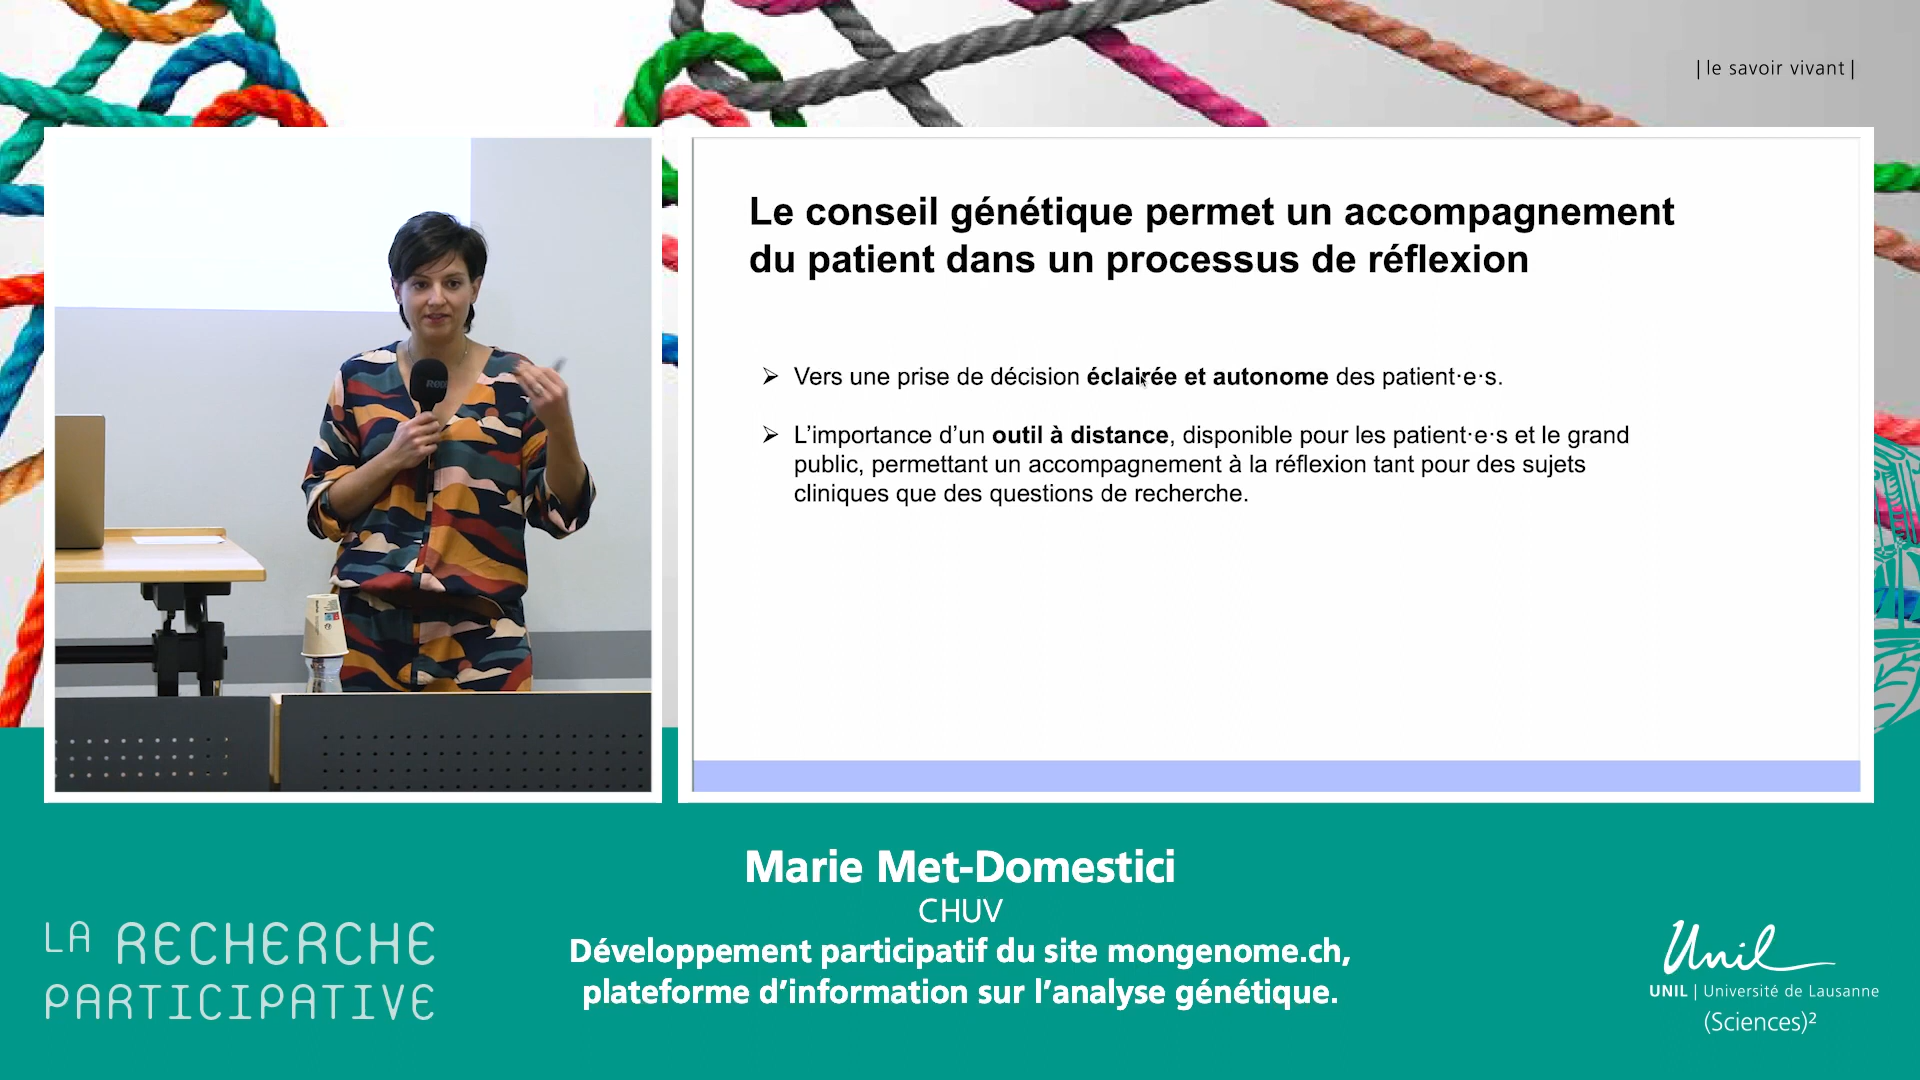 | le savoir vivant |
Le conseil génétique permet un accompagnement
du patient dans un processus de réflexion
➢ Vers une prise de décision éclairée et autonome des patient·e·s.
➢ L’importance d’un outil à distance, disponible pour les patient·e·s et le grand
public, permettant un accompagnement à la réflexion tant pour des sujets
cliniques que des questions de recherche.
RODE
Marie Met-Domestici
CHUV
Développement participatif du site mongenome.ch,
plateforme d’information sur l’analyse génétique.
LA RECHERCHE
PARTICIPATIVE
Unil
UNIL | Université de Lausanne
(Sciences)²